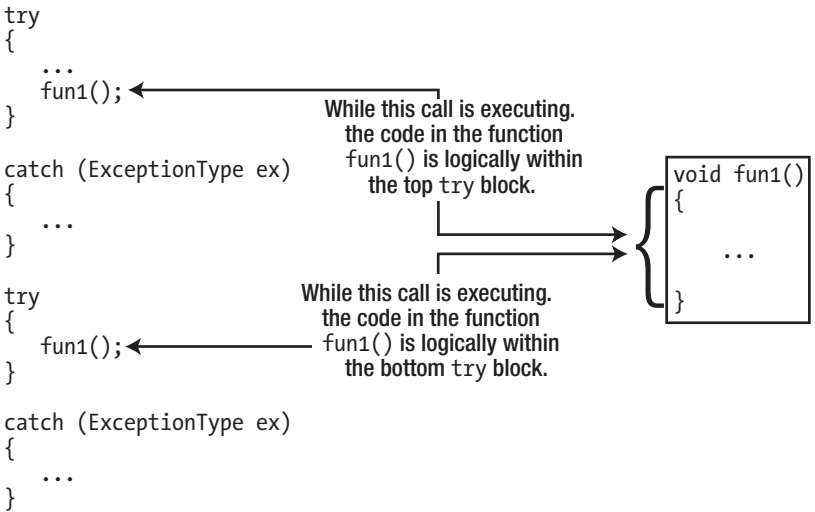 try
{
...
fun1();
}
While this call is executing.
the code in the function
fun1() is logically within
the top try block.
catch (ExceptionType ex)
{
...
}
void fun1()
{
...
}
try
{
fun1();
}
While this call is executing.
the code in the function
fun1() is logically within
the bottom try block.
catch (ExceptionType ex)
{
...
}